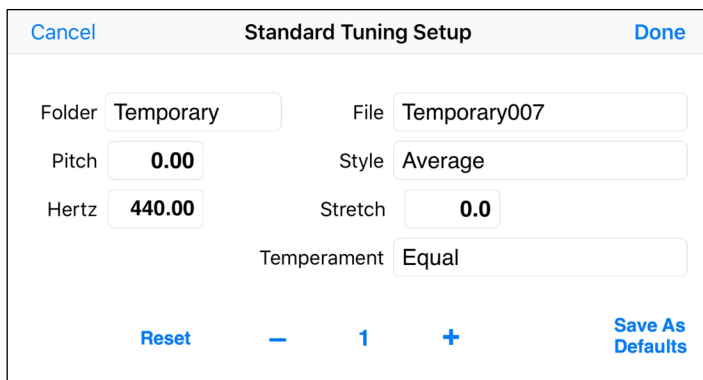 Cancel Standard Tuning Setup Done
Folder Temporary File Temporary007
Pitch 0.00 Style Average
Hertz 440.00 Stretch 0.0
Temperament Equal
Reset – 1 + Save As
Defaults